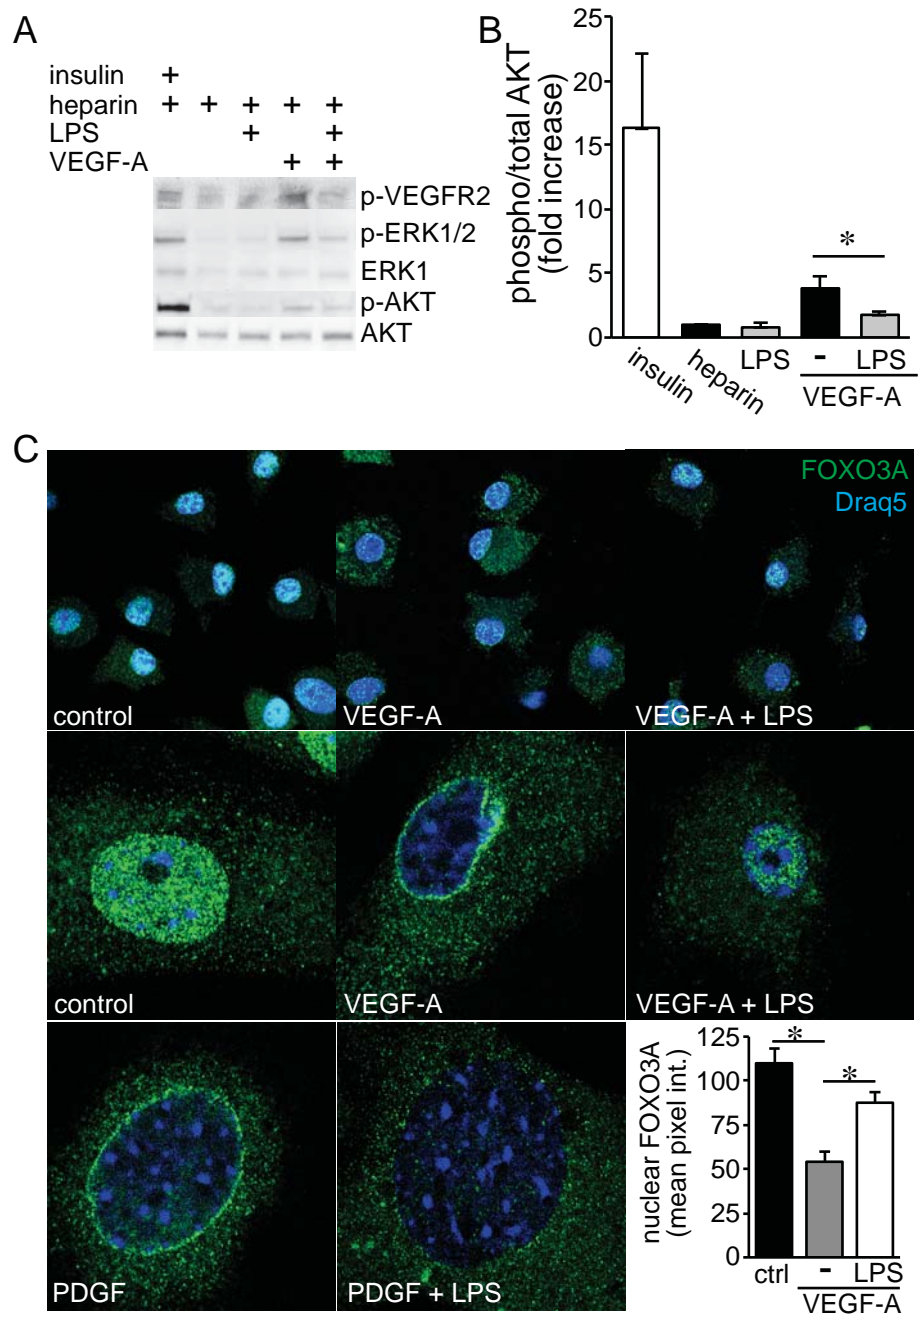 A
insulin +
heparin + + + + +
LPS + +
VEGF-A + +
p-VEGFR2
p-ERK1/2
ERK1
p-AKT
AKT
B
phospho/total AKT
(fold increase)
25
20
15
10
5
0
*
insulin
heparin
LPS
- LPS
VEGF-A
C
FOXO3A
Draq5
control
VEGF-A
VEGF-A + LPS
control
VEGF-A
VEGF-A + LPS
PDGF
PDGF + LPS
nuclear FOXO3A
(mean pixel int.)
125
100
75
50
25
0
*
*
ctrl - LPS
VEGF-A